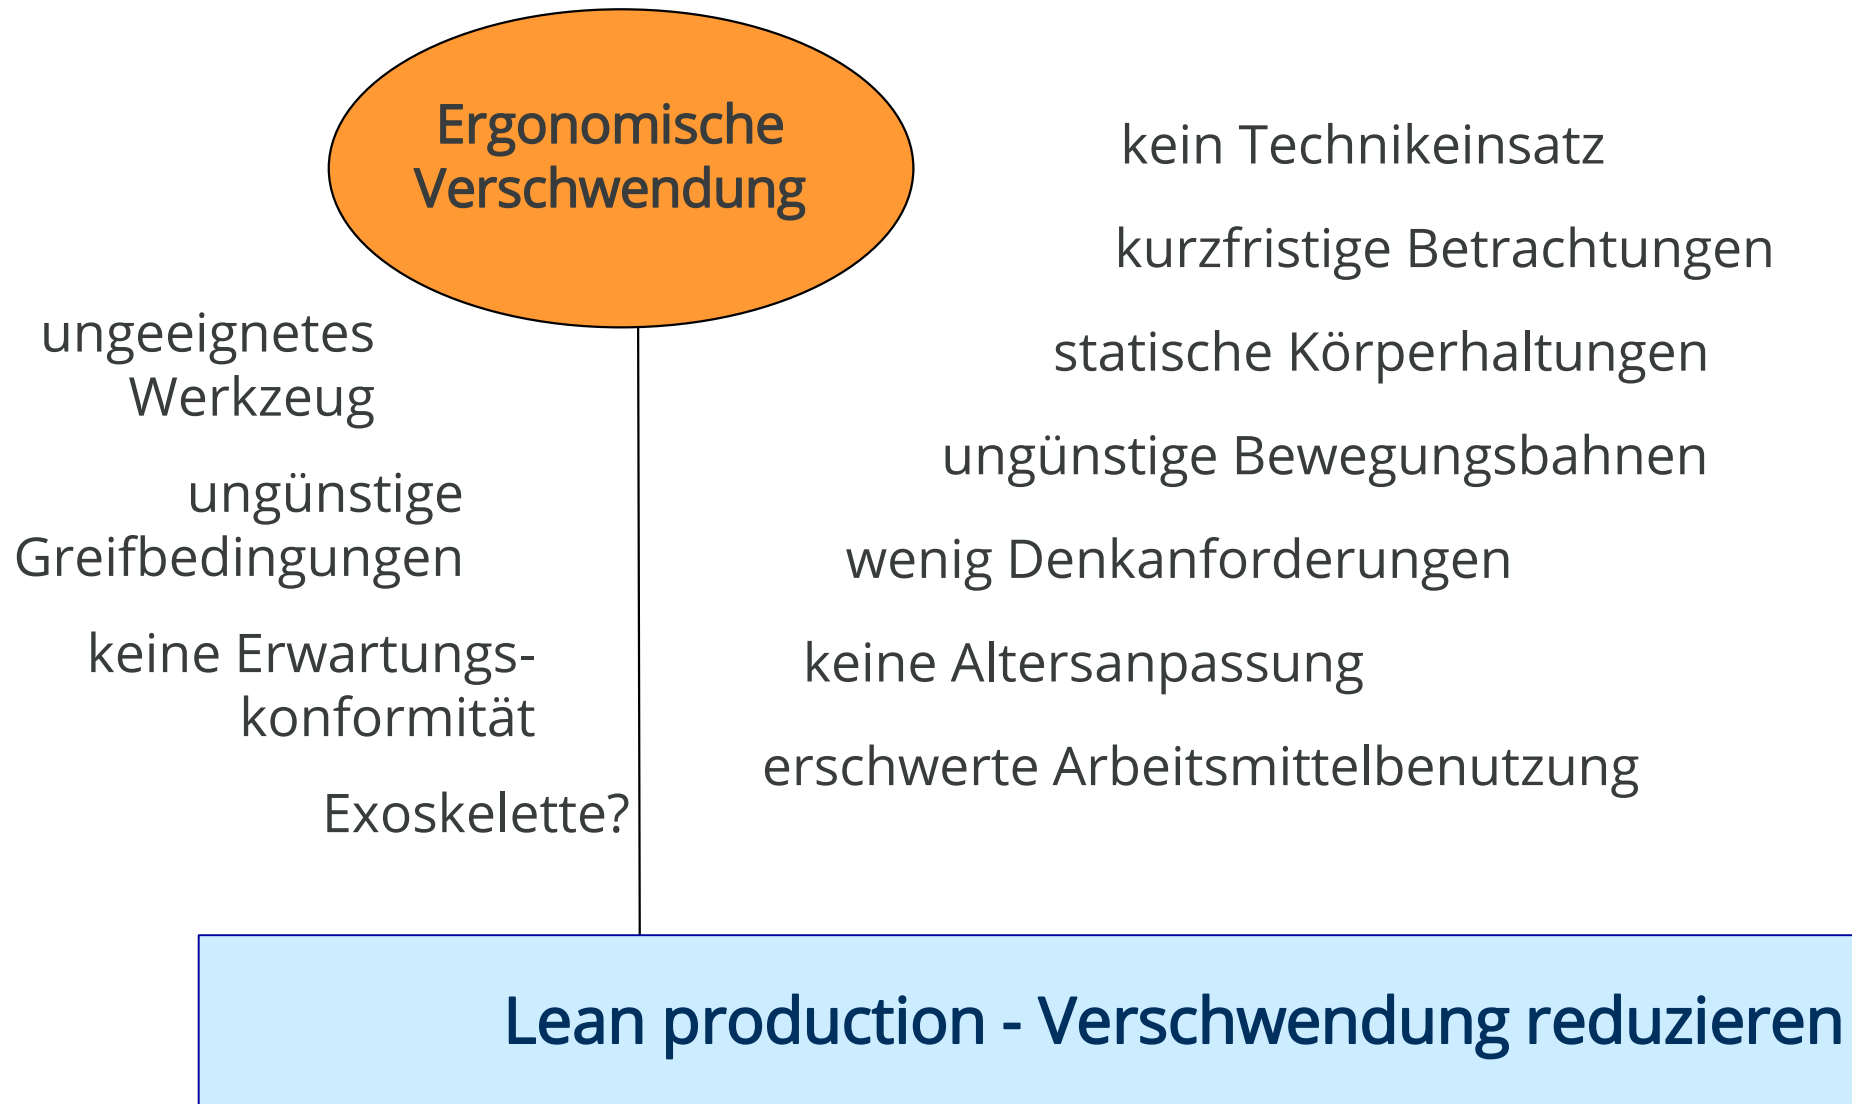 Ergonomische
Verschwendung
ungeeignetes
Werkzeug
ungünstige
Greifbedingungen
keine Erwartungs-
konformität
Exoskelette?
kein Technikeinsatz
kurzfristige Betrachtungen
statische Körperhaltungen
ungünstige Bewegungsbahnen
wenig Denkanforderungen
keine Altersanpassung
erschwerte Arbeitsmittelbenutzung
Lean production - Verschwendung reduzieren